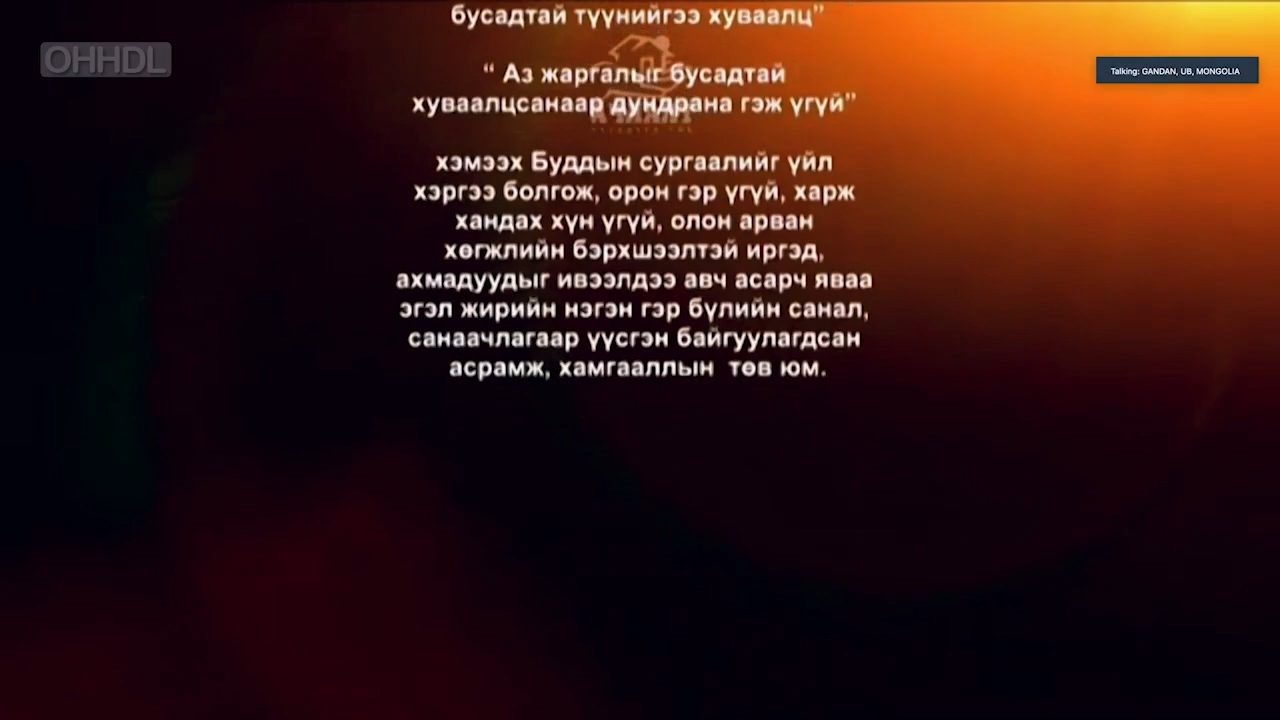 бусадтай түүнийгээ хуваалц”
OHHDL
Talking: GANDAN, UB, MONGOLIA
“ Аз жаргалыг бусадтай
хуваалцсанаар дундрана гэж үгүй”
хэмээх Буддын сургаалийг үйл
хэргээ болгож, орон гэр үгүй, харж
хандах хүн үгүй, олон арван
хөгжлийн бэрхшээлтэй иргэд,
ахмадуудыг ивээлдээ авч асарч яваа
эгэл жирийн нэгэн гэр бүлийн санал,
санаачлагаар үүсгэн байгуулагдсан
асрамж, хамгааллын төв юм.